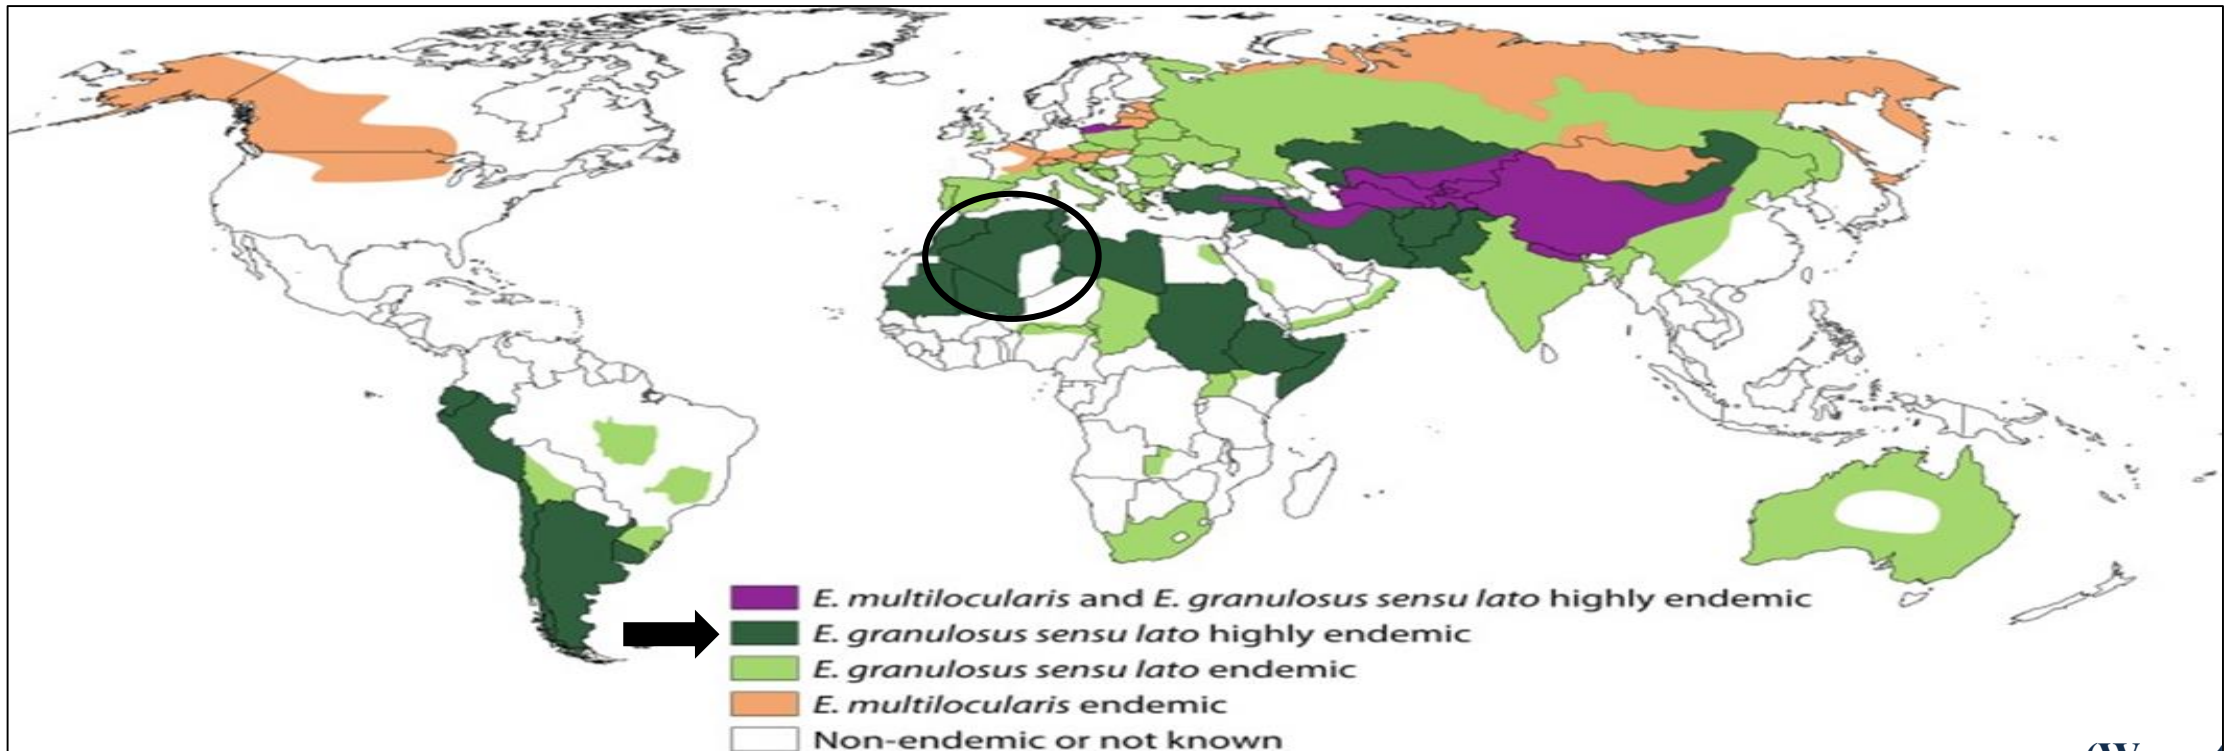 E. multilocularis and E. granulosus sensu lato highly endemic
E. granulosus sensu lato highly endemic
E. granulosus sensu lato endemic
E. multilocularis endemic
Non-endemic or not known